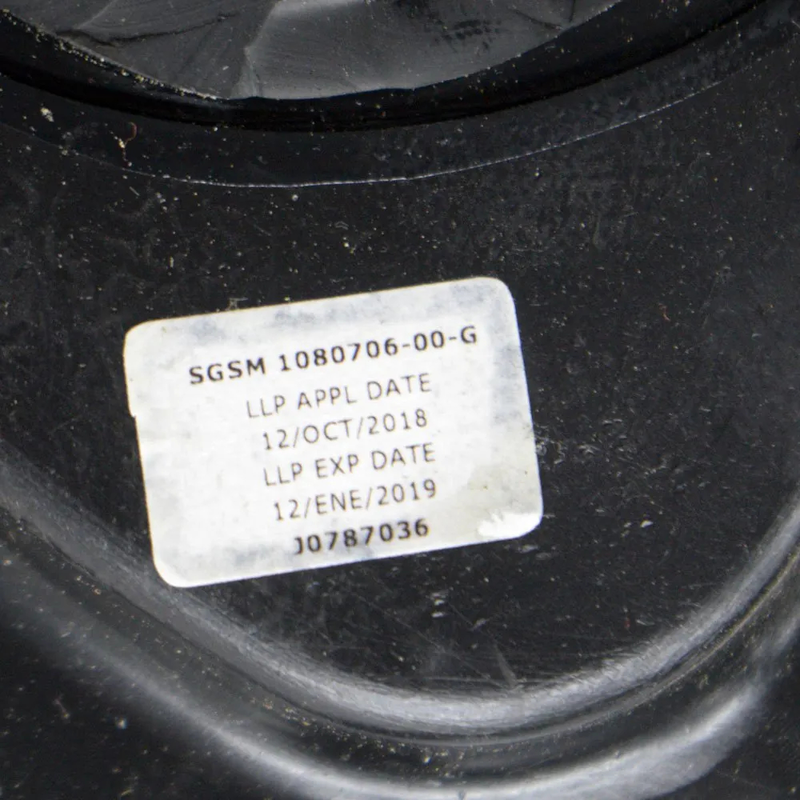 SGSM 1080706-00-G
LLP APPL DATE
12/OCT/2018
LLP EXP DATE
12/ENE/2019
J0787036